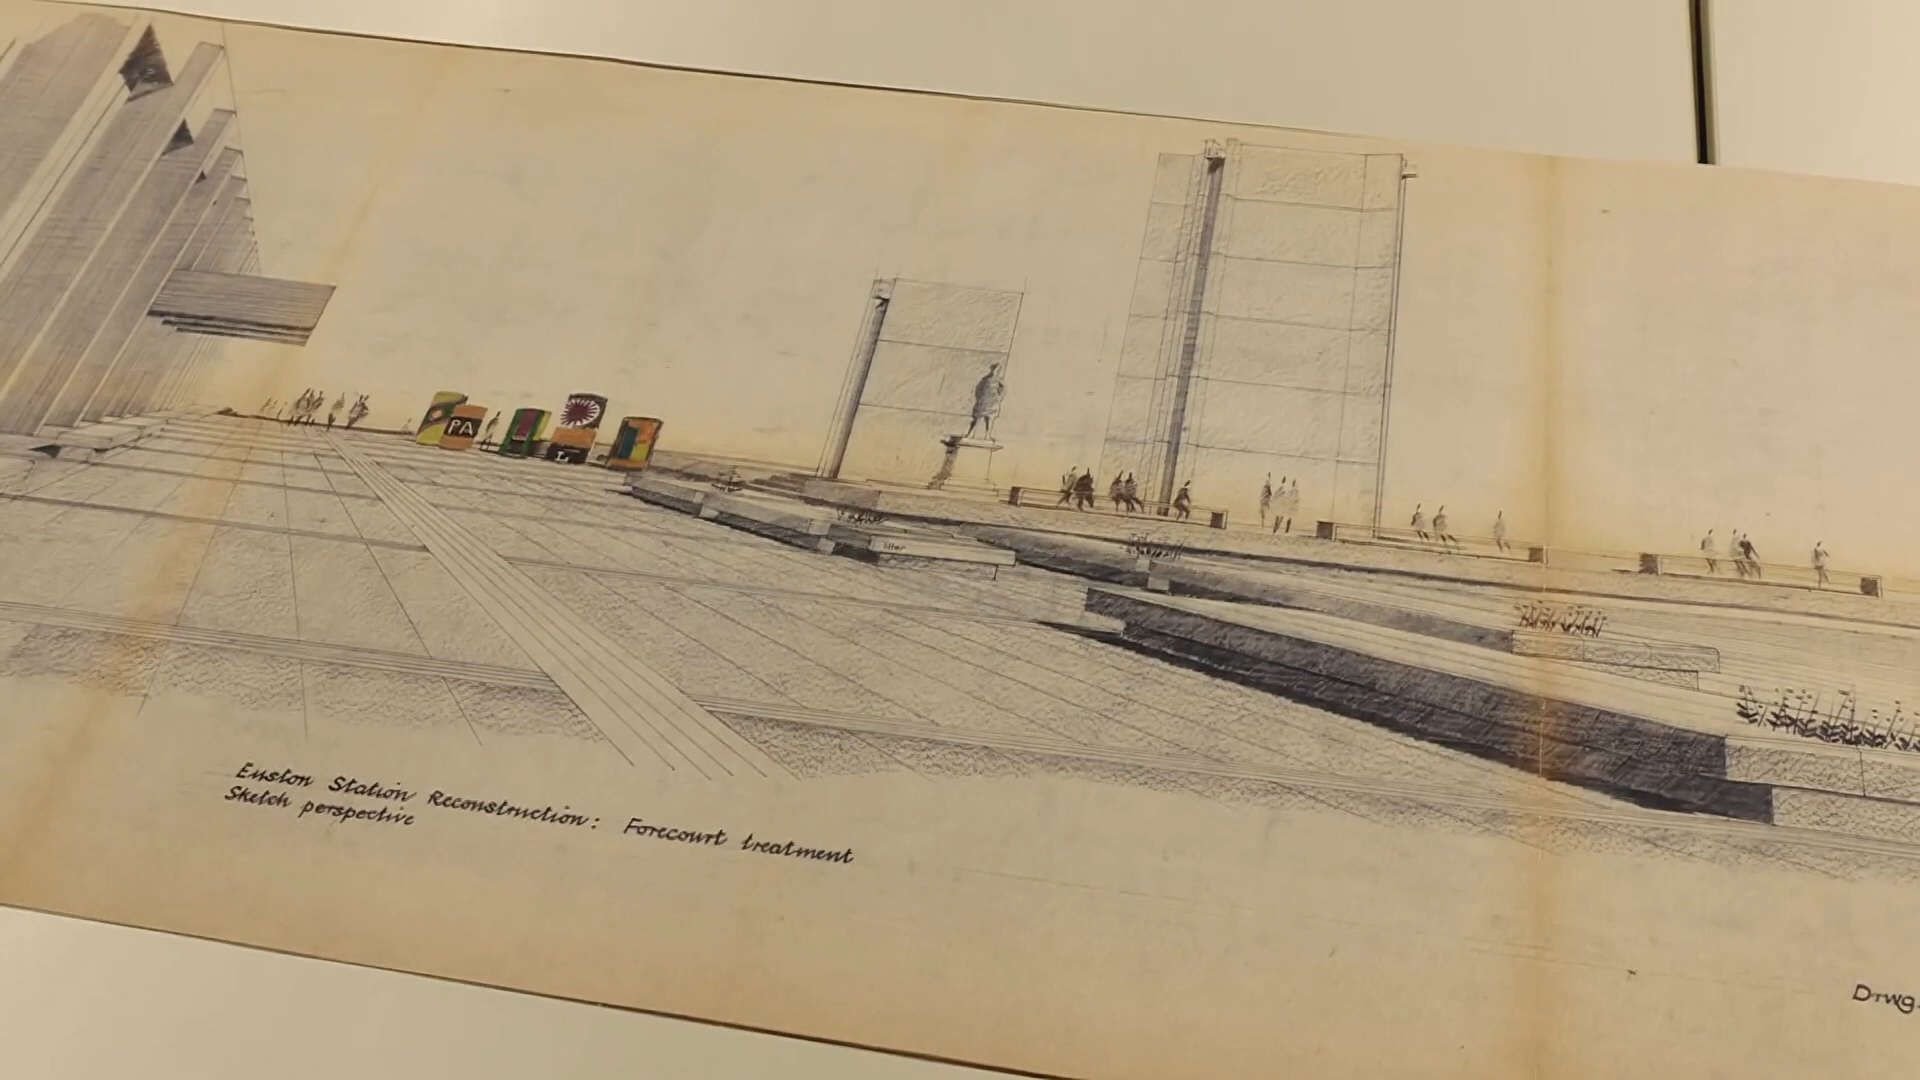 PA
L
litter
Euston Station Reconstruction: Forecourt treatment
Sketch perspective
Drwg.